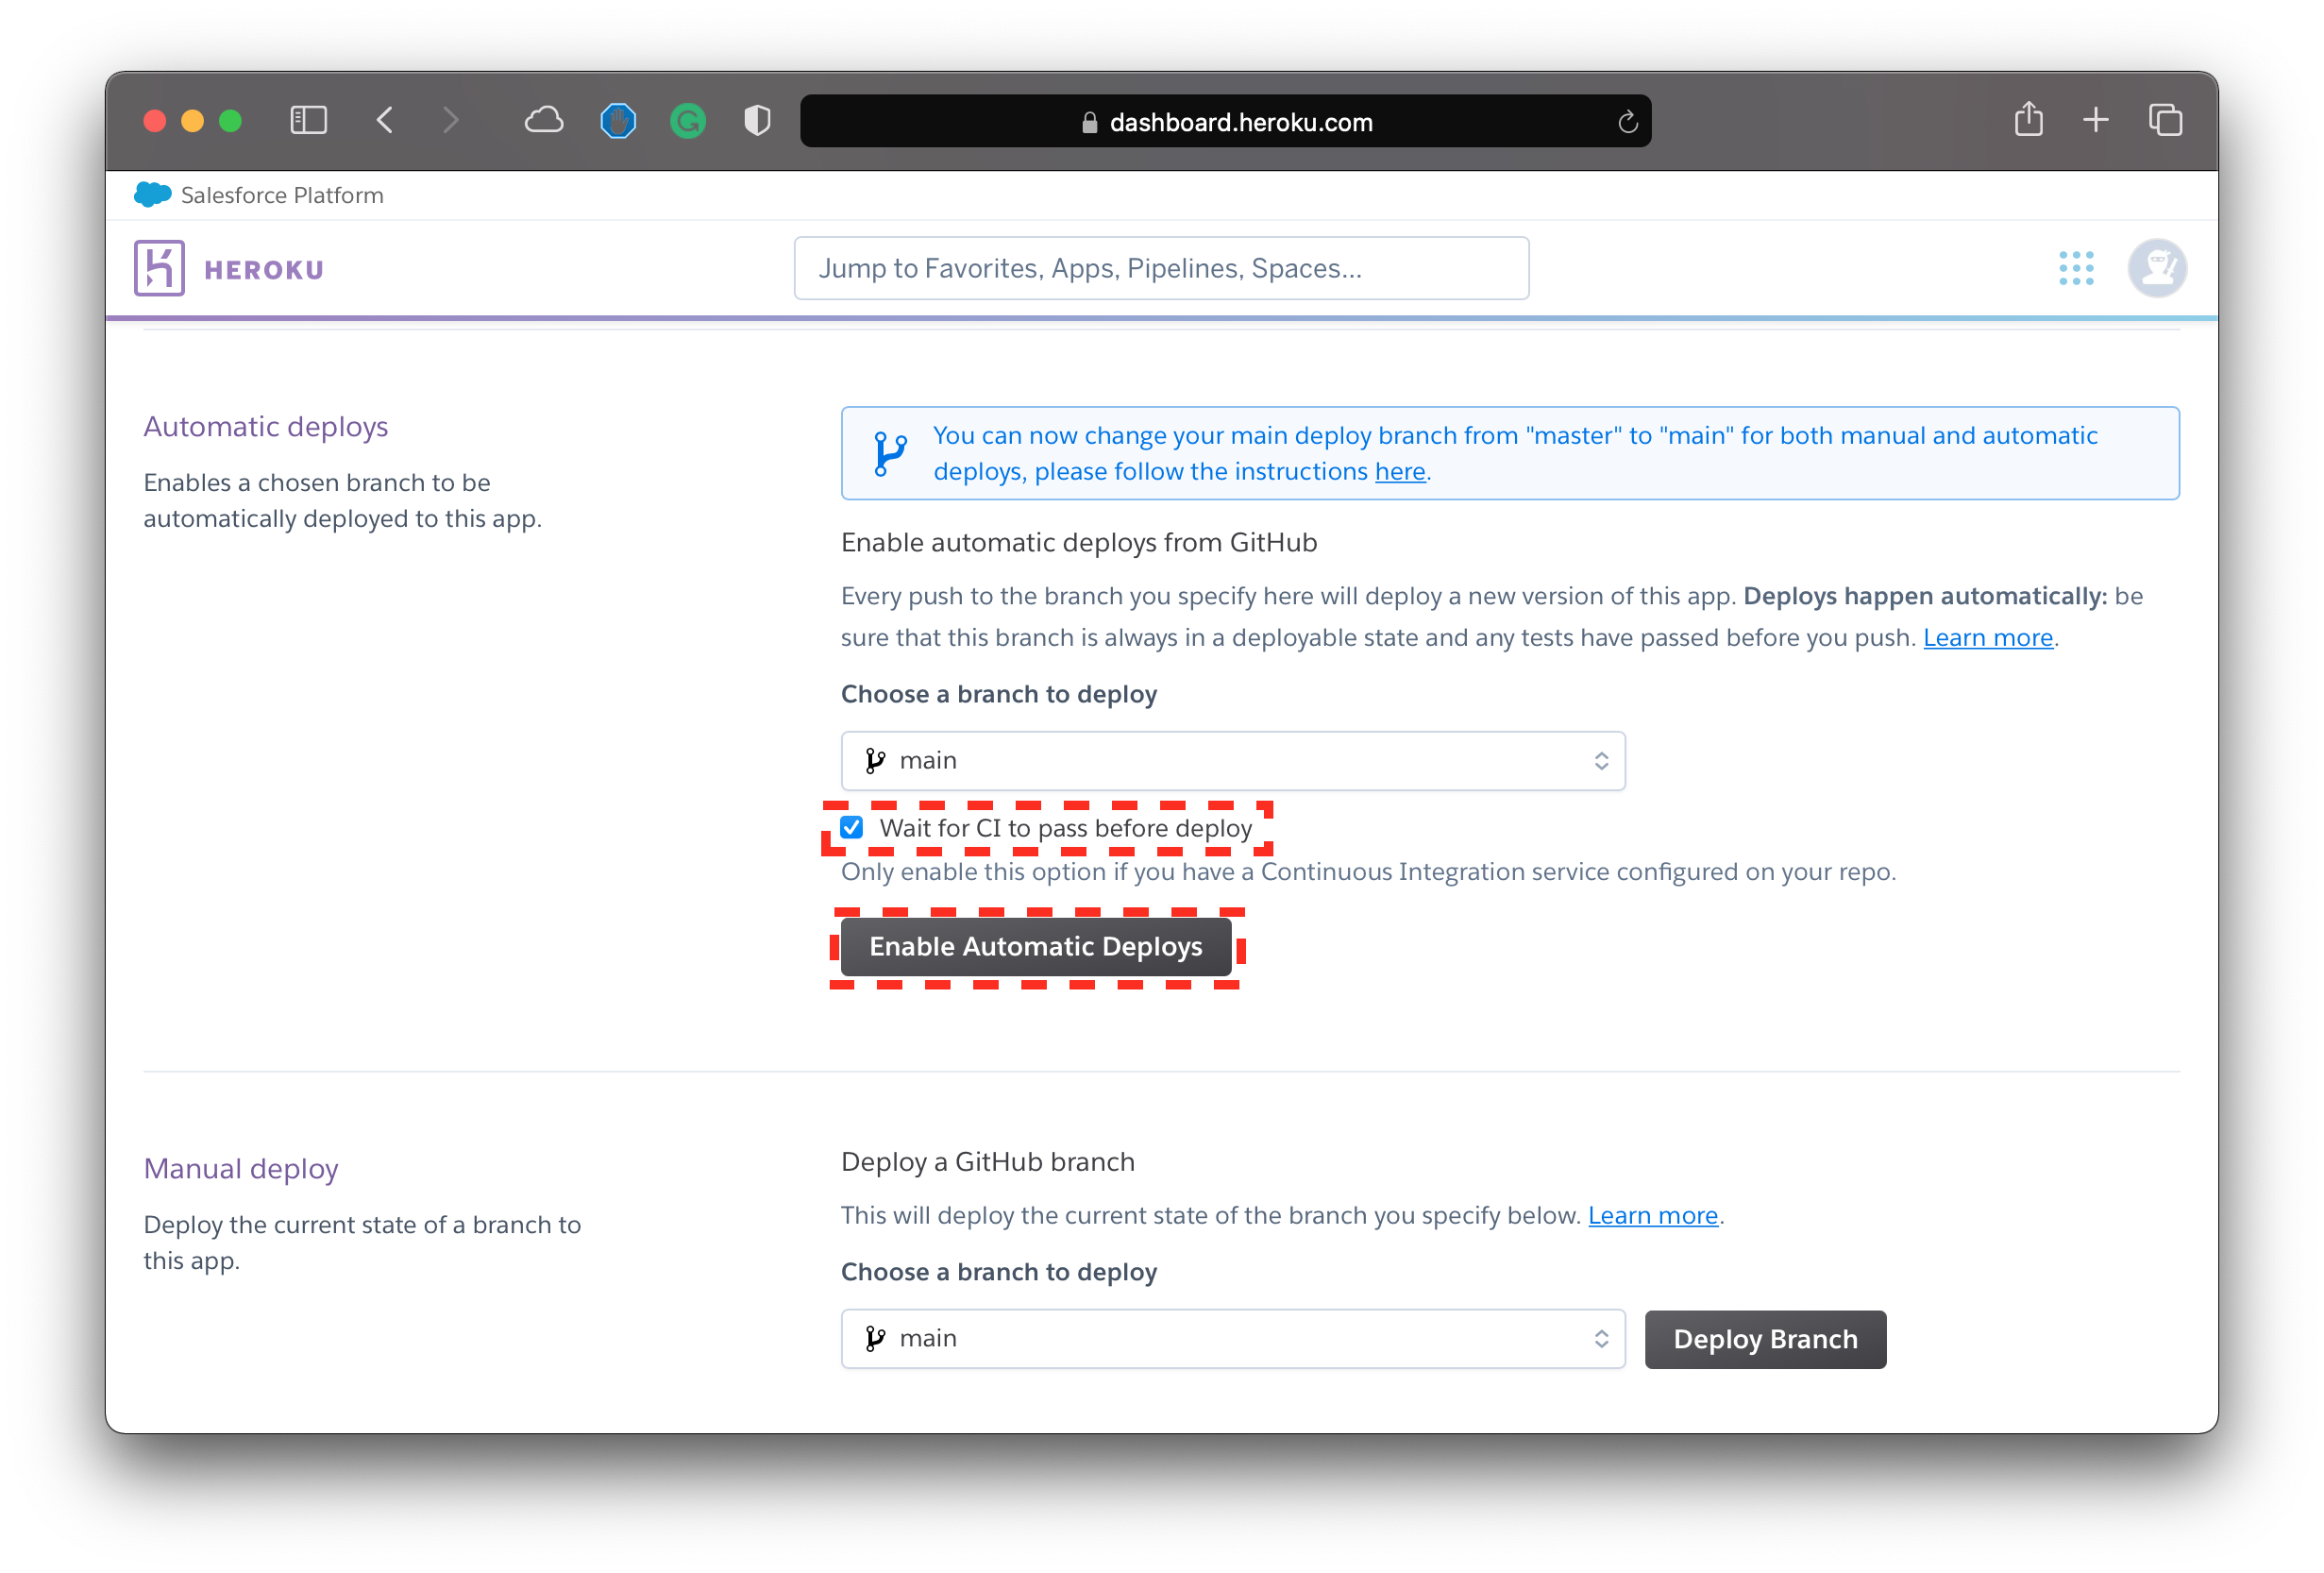 dashboard.heroku.com
Salesforce Platform
HEROKU
Jump to Favorites, Apps, Pipelines, Spaces...
Automatic deploys
Enables a chosen branch to be
automatically deployed to this app.
You can now change your main deploy branch from "master" to "main" for both manual and automatic
deploys, please follow the instructions here.
Enable automatic deploys from GitHub
Every push to the branch you specify here will deploy a new version of this app. Deploys happen automatically: be
sure that this branch is always in a deployable state and any tests have passed before you push. Learn more.
Choose a branch to deploy
main
Wait for CI to pass before deploy
Only enable this option if you have a Continuous Integration service configured on your repo.
Enable Automatic Deploys
Manual deploy
Deploy the current state of a branch to
this app.
Deploy a GitHub branch
This will deploy the current state of the branch you specify below. Learn more.
Choose a branch to deploy
main
Deploy Branch